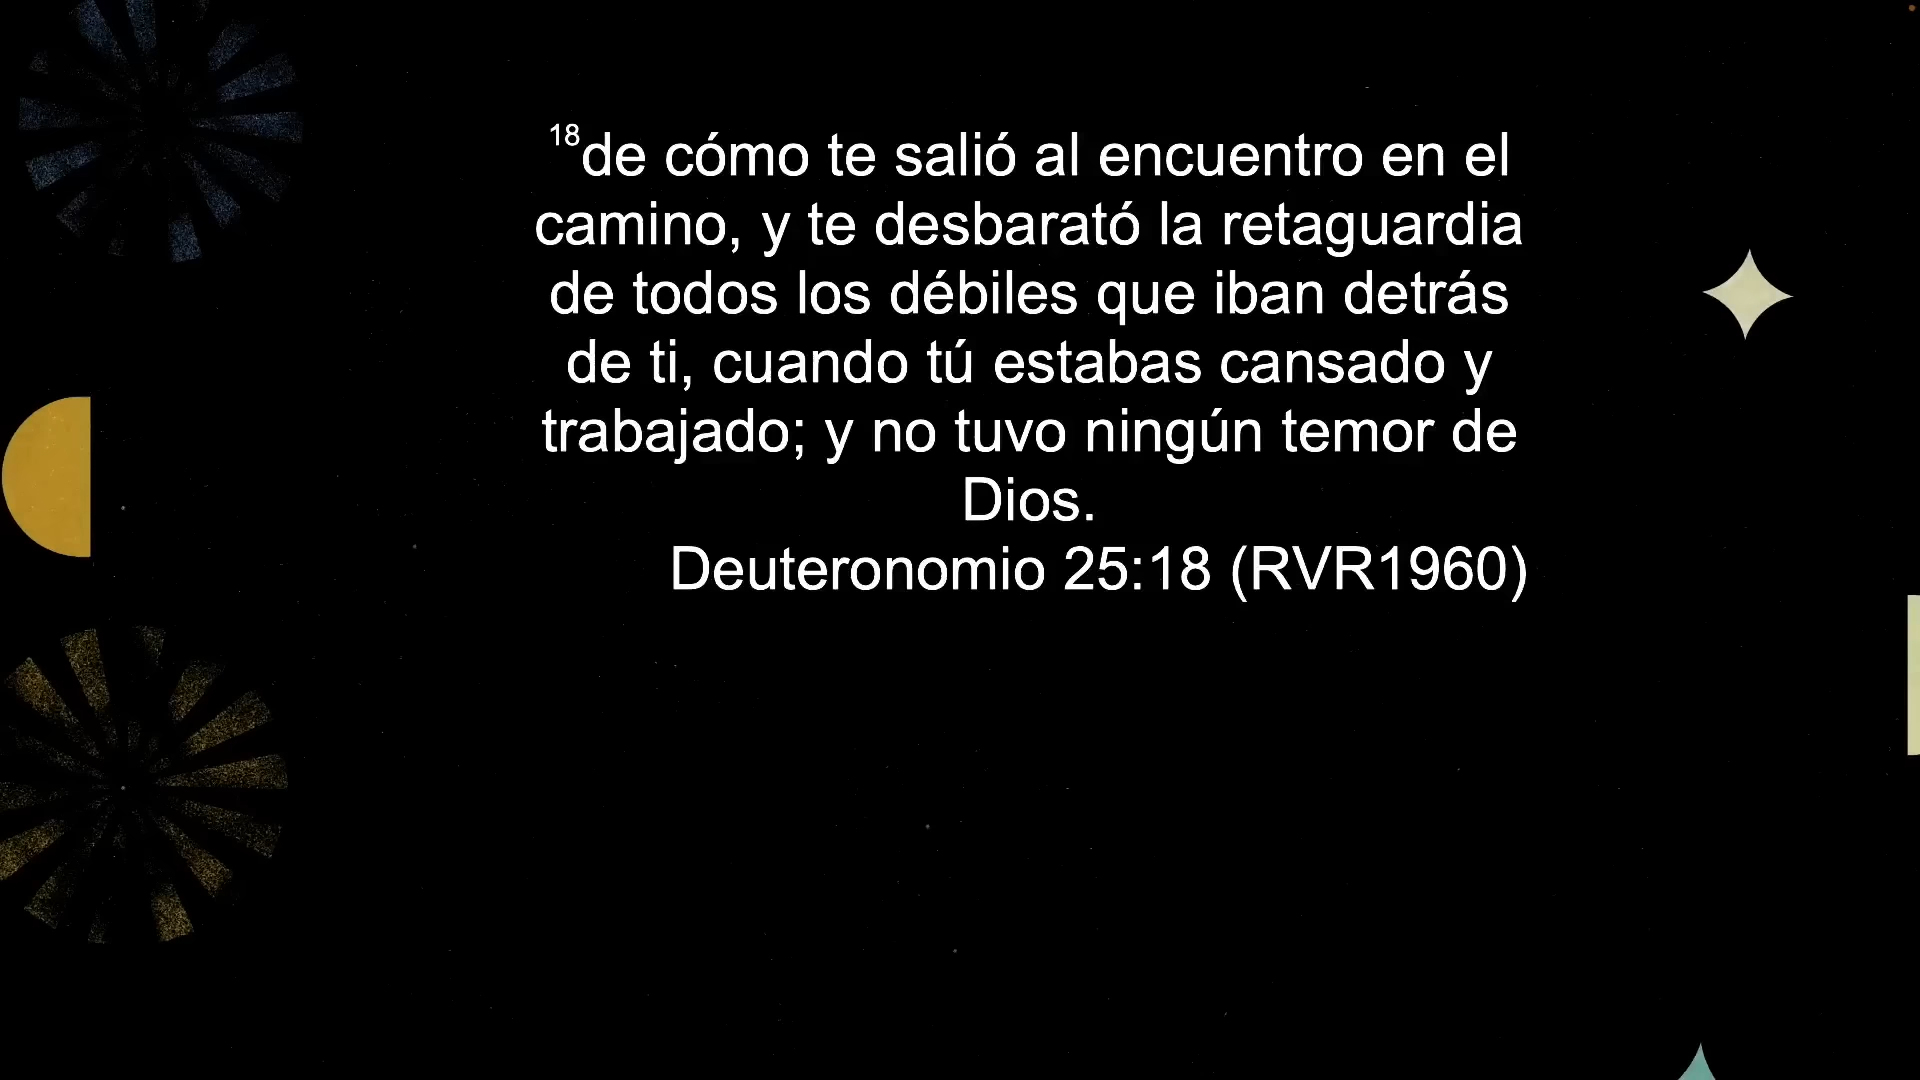 18de cómo te salió al encuentro en el
camino, y te desbarató la retaguardia
de todos los débiles que iban detrás
de ti, cuando tú estabas cansado y
trabajado; y no tuvo ningún temor de
Dios.
Deuteronomio 25:18 (RVR1960)